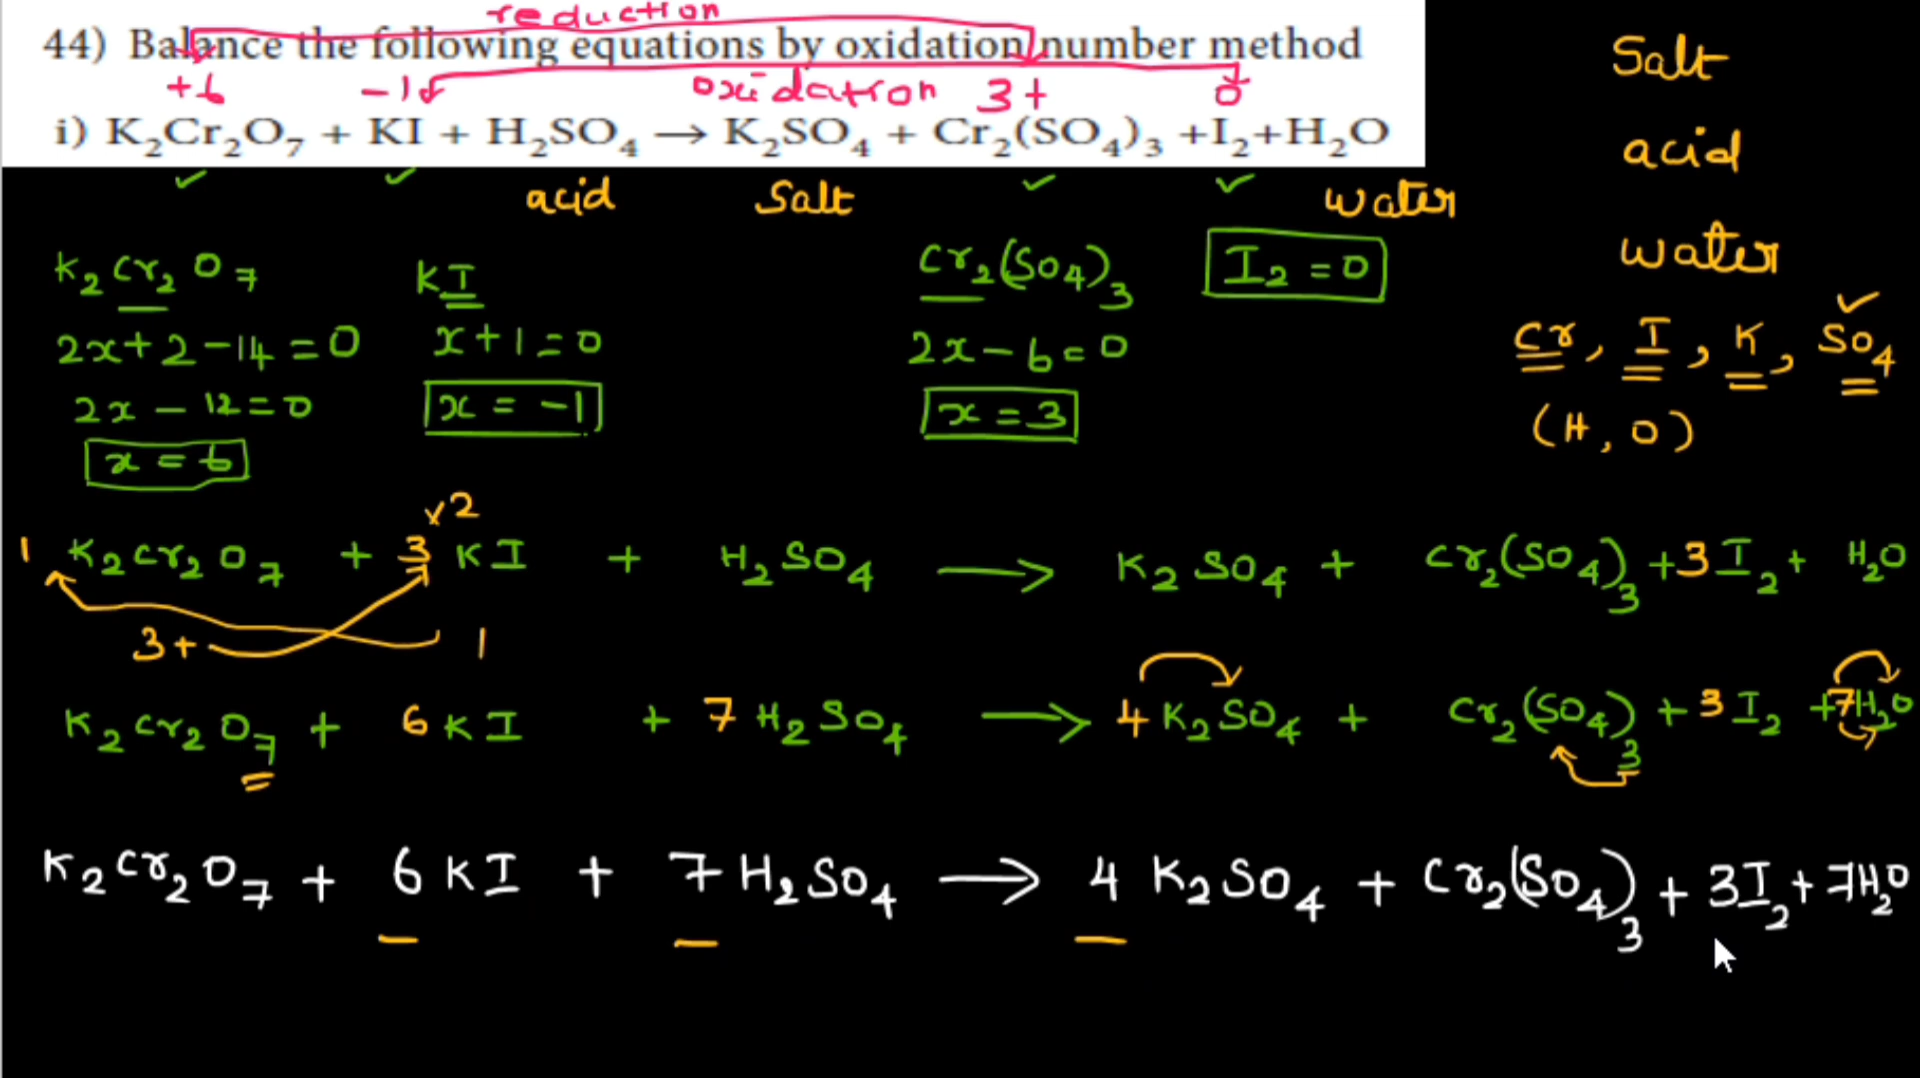 reduction
44) Balance the following equations by oxidation number method
+6 -1 oxidation 3+ 0
i) K₂Cr₂O₇ + KI + H₂SO₄ → K₂SO₄ + Cr₂(SO₄)₃ +I₂+H₂O
acid Salt water
Salt
acid
water
K₂Cr₂O₇ KI Cr₂(SO₄)₃ I₂ = 0
2x+2-14=0 x+1=0 2x-6=0
2x-12=0 x=-1 x=3
x=6
Cr, I, K, SO₄
(H, O)
×2
1 K₂Cr₂O₇ + 3 KI + H₂SO₄ → K₂SO₄ + Cr₂(SO₄)₃ +3I₂+ H₂O
3+ 1
K₂Cr₂O₇ + 6KI + 7H₂SO₄ → 4K₂SO₄ + Cr₂(SO₄)₃ +3I₂ +7H₂O
K₂Cr₂O₇ + 6KI + 7H₂SO₄ → 4 K₂SO₄ + Cr₂(SO₄)₃ + 3I₂+7H₂O